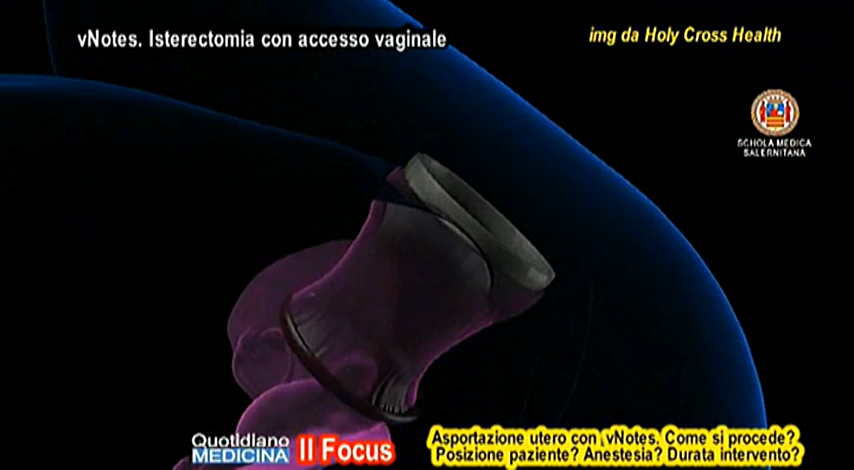 vNotes. Isterectomia con accesso vaginale
img da Holy Cross Health
SCHOLA MEDICA
SALERNITANA
Quotidiano
MEDICINA
Il Focus
Asportazione utero con vNotes. Come si procede?
Posizione paziente? Anestesia? Durata intervento?